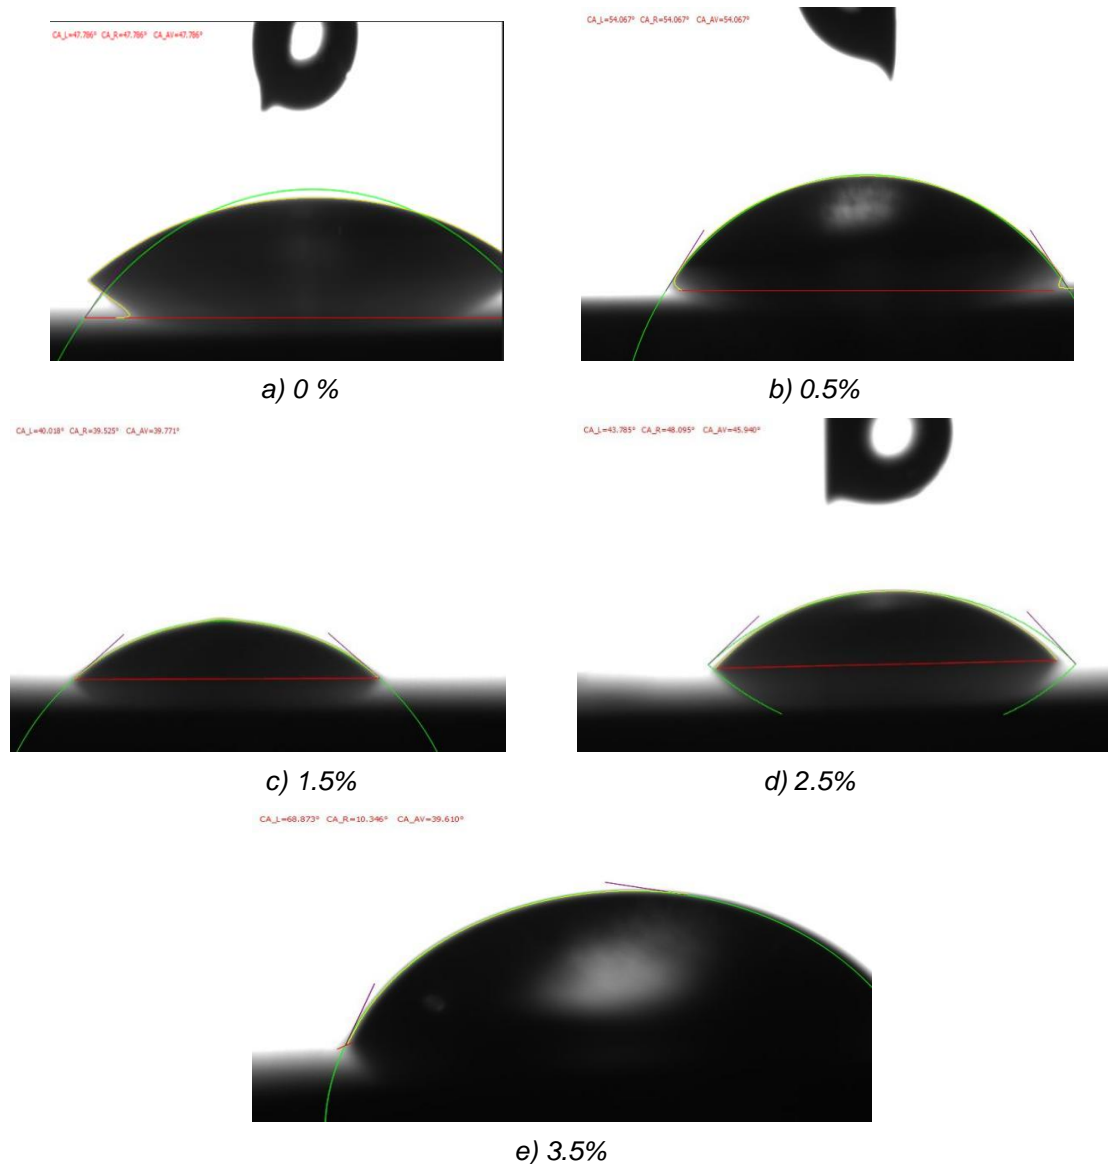 CA_L=47.786° CA_R=47.786° CA_AV=47.786°
CA_L=54.067° CA_R=54.067° CA_AV=54.067°
a) 0 %
b) 0.5%
CA_L=40.018° CA_R=39.525° CA_AV=39.771°
CA_L=43.785° CA_R=48.095° CA_AV=45.940°
c) 1.5%
d) 2.5%
CA_L=68.873° CA_R=10.346° CA_AV=39.610°
e) 3.5%